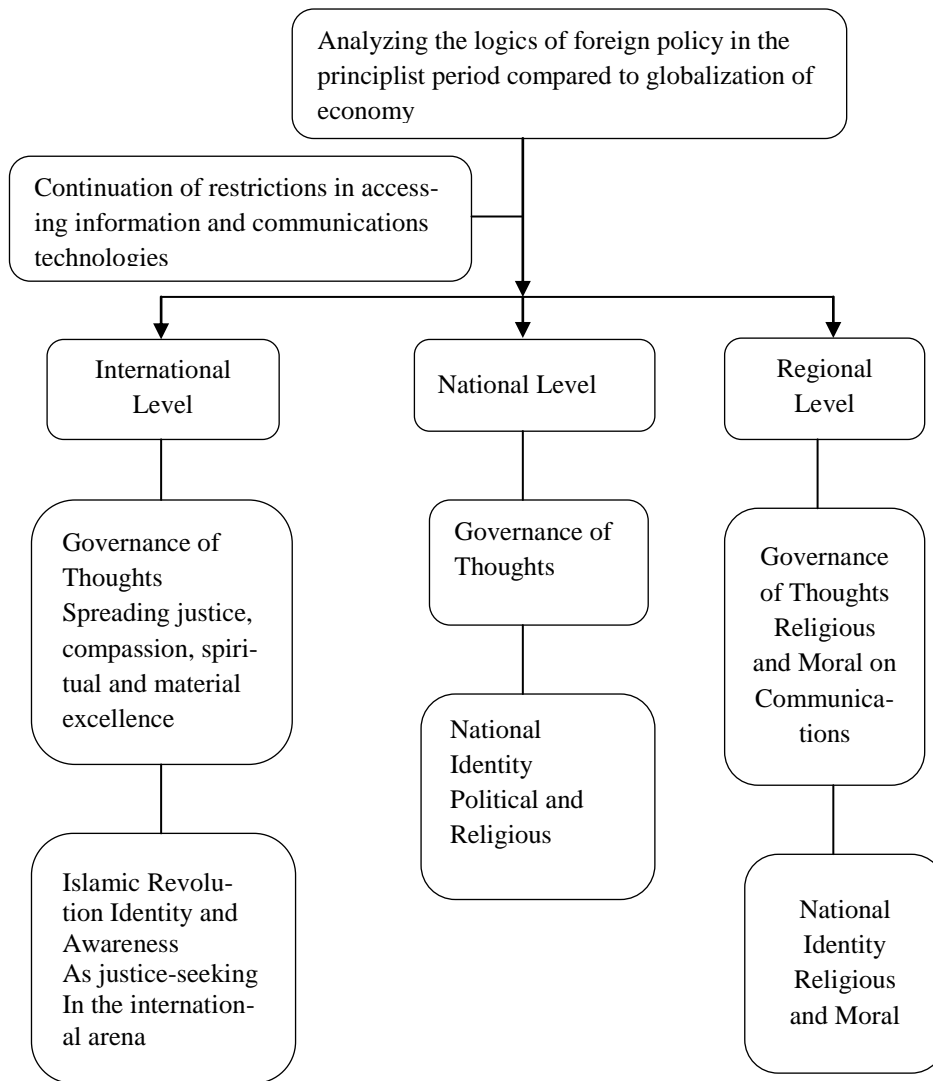 Analyzing the logics of foreign policy in the
principlist period compared to globalization of
economy
Continuation of restrictions in access-
ing information and communications
technologies
International
Level
National Level
Regional
Level
Governance of
Thoughts
Spreading justice,
compassion, spiri-
tual and material
excellence
Governance of
Thoughts
Governance
of Thoughts
Religious
and Moral on
Communica-
tions
National
Identity
Political and
Religious
Islamic Revolu-
tion Identity and
Awareness
As justice-seeking
In the internation-
al arena
National
Identity
Religious
and Moral